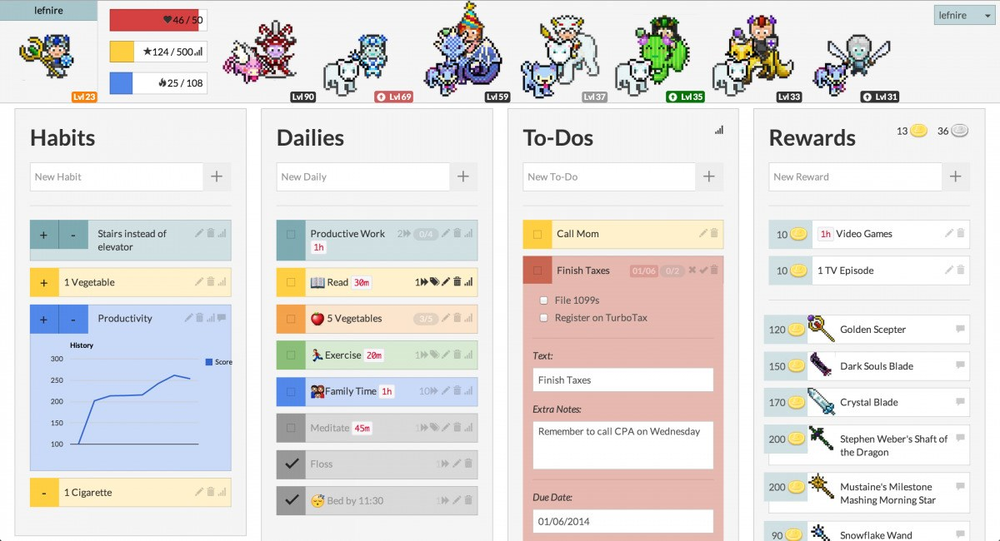 lefnire
46 / 50
124 / 500
25 / 108
Lvl 23
Lvl 90
Lvl 69
Lvl 59
Lvl 37
Lvl 35
Lvl 33
Lvl 31
lefnire
Habits
New Habit
+
+ - Stairs instead of
elevator
+ 1 Vegetable
+ - Productivity
History
300
250
200
150
100
Score
- 1 Cigarette
Dailies
New Daily
+
Productive Work 2 0/4
1h
Read 30m 1
5 Vegetables 3/5
Exercise 20m 1
Family Time 1h 10
Meditate 45m 1
Floss 1
Bed by 11:30 1
To-Dos
New To-Do
+
Call Mom
Finish Taxes 01/06 0/2
File 1099s
Register on TurboTax
Text:
Finish Taxes
Extra Notes:
Remember to call CPA on Wednesday
Due Date:
01/06/2014
Rewards 13 36
New Reward
+
10 1h Video Games
10 1 TV Episode
120 Golden Scepter
150 Dark Souls Blade
170 Crystal Blade
200 Stephen Weber's Shaft of
the Dragon
200 Mustaine's Milestone
Mashing Morning Star
90 Snowflake Wand